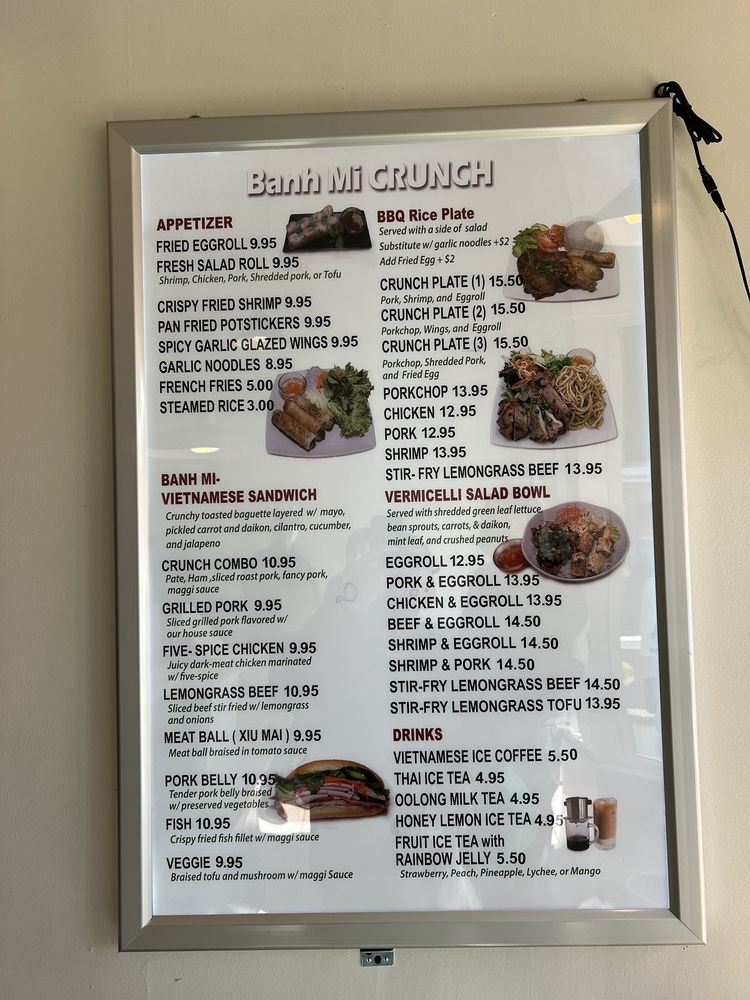 Banh Mi CRUNCH
APPETIZER
FRIED EGGROLL 9.95
FRESH SALAD ROLL 9.95
Shrimp, Chicken, Pork, Shredded pork, or Tofu
CRISPY FRIED SHRIMP 9.95
PAN FRIED POTSTICKERS 9.95
SPICY GARLIC GLAZED WINGS 9.95
GARLIC NOODLES 8.95
FRENCH FRIES 5.00
STEAMED RICE 3.00
BANH MI-
VIETNAMESE SANDWICH
Crunchy toasted baguette layered w/ mayo,
pickled carrot and daikon, cilantro, cucumber,
and jalapeno
CRUNCH COMBO 10.95
Pate, Ham ,sliced roast pork, fancy pork,
maggi sauce
GRILLED PORK 9.95
Sliced grilled pork flavored w/
our house sauce
FIVE- SPICE CHICKEN 9.95
Juicy dark-meat chicken marinated
w/ five-spice
LEMONGRASS BEEF 10.95
Sliced beef stir fried w/ lemongrass
and onions
MEAT BALL ( XIU MAI ) 9.95
Meat ball braised in tomato sauce
PORK BELLY 10.95
Tender pork belly braised
w/ preserved vegetables
FISH 10.95
Crispy fried fish fillet w/ maggi sauce
VEGGIE 9.95
Braised tofu and mushroom w/ maggi Sauce
BBQ Rice Plate
Served with a side of salad
Substitute w/ garlic noodles +$2
Add Fried Egg + $2
CRUNCH PLATE (1) 15.50
Pork, Shrimp, and Eggroll
CRUNCH PLATE (2) 15.50
Porkchop, Wings, and Eggroll
CRUNCH PLATE (3) 15.50
Porkchop, Shredded Pork,
and Fried Egg
PORKCHOP 13.95
CHICKEN 12.95
PORK 12.95
SHRIMP 13.95
STIR- FRY LEMONGRASS BEEF 13.95
VERMICELLI SALAD BOWL
Served with shredded green leaf lettuce,
bean sprouts, carrots, & daikon,
mint leaf, and crushed peanuts
EGGROLL 12.95
PORK & EGGROLL 13.95
CHICKEN & EGGROLL 13.95
BEEF & EGGROLL 14.50
SHRIMP & EGGROLL 14.50
SHRIMP & PORK 14.50
STIR-FRY LEMONGRASS BEEF 14.50
STIR-FRY LEMONGRASS TOFU 13.95
DRINKS
VIETNAMESE ICE COFFEE 5.50
THAI ICE TEA 4.95
OOLONG MILK TEA 4.95
HONEY LEMON ICE TEA 4.95
FRUIT ICE TEA with
RAINBOW JELLY 5.50
Strawberry, Peach, Pineapple, Lychee, or Mango